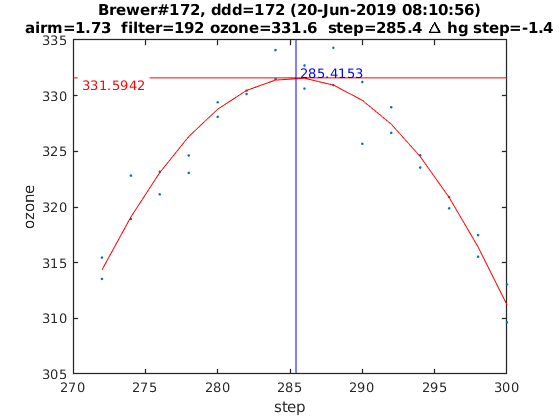 Brewer#172, ddd=172 (20-Jun-2019 08:10:56)
airm=1.73 filter=192 ozone=331.6 step=285.4 Δ hg step=-1.4
335
330
325
320
315
310
305
ozone
331.5942
285.4153
270 275 280 285 290 295 300
step